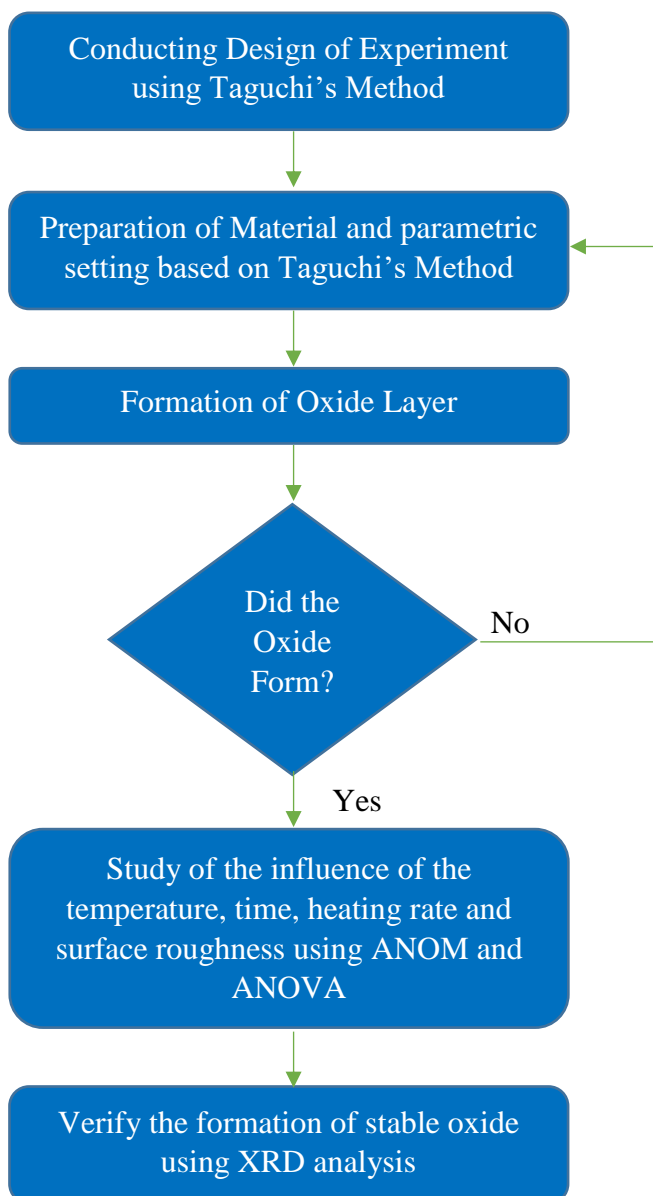 Conducting Design of Experiment
using Taguchi’s Method
Preparation of Material and parametric
setting based on Taguchi’s Method
Formation of Oxide Layer
Did the
Oxide
Form?
No
Yes
Study of the influence of the
temperature, time, heating rate and
surface roughness using ANOM and
ANOVA
Verify the formation of stable oxide
using XRD analysis